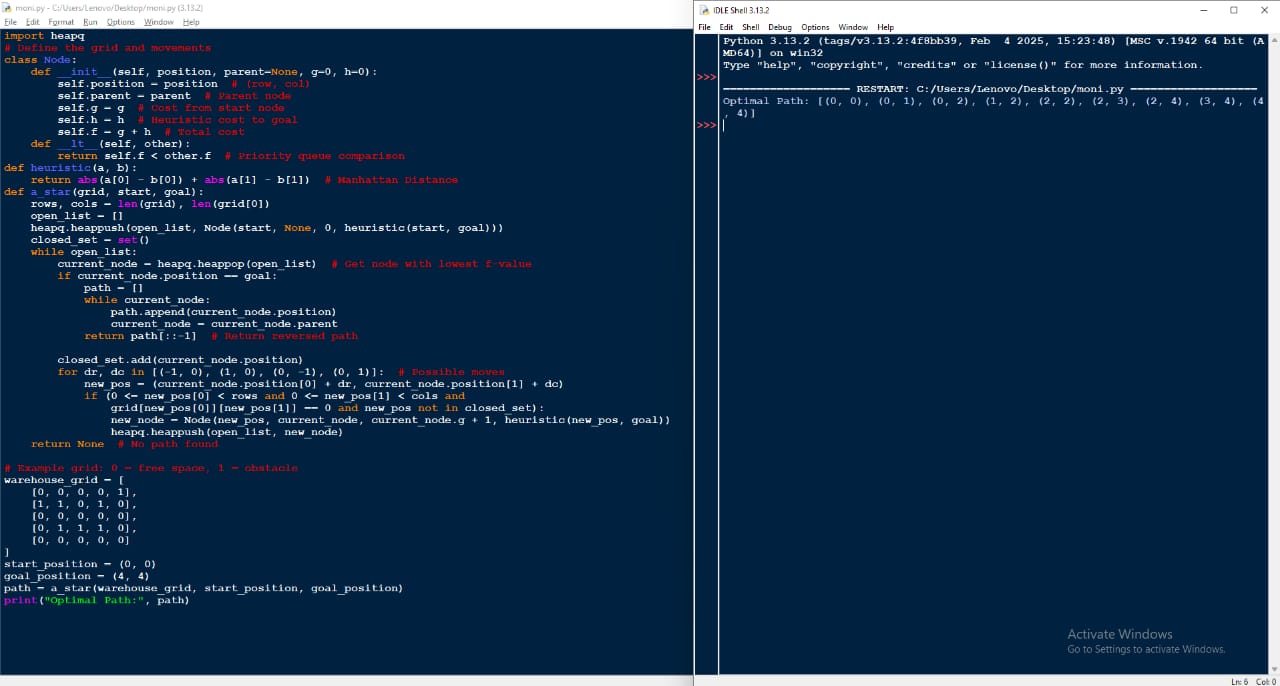 moni.py - C:/Users/Lenovo/Desktop/moni.py (3.13.2)
File Edit Format Run Options Window Help
import heapq
# Define the grid and movements
class Node:
    def __init__(self, position, parent=None, g=0, h=0):
        self.position = position  # (row, col)
        self.parent = parent  # Parent node
        self.g = g  # Cost from start node
        self.h = h  # Heuristic cost to goal
        self.f = g + h  # Total cost
    def __lt__(self, other):
        return self.f < other.f  # Priority queue comparison
def heuristic(a, b):
    return abs(a[0] - b[0]) + abs(a[1] - b[1])  # Manhattan Distance
def a_star(grid, start, goal):
    rows, cols = len(grid), len(grid[0])
    open_list = []
    heapq.heappush(open_list, Node(start, None, 0, heuristic(start, goal)))
    closed_set = set()
    while open_list:
        current_node = heapq.heappop(open_list)  # Get node with lowest f-value
        if current_node.position == goal:
            path = []
            while current_node:
                path.append(current_node.position)
                current_node = current_node.parent
            return path[::-1]  # Return reversed path
        closed_set.add(current_node.position)
        for dr, dc in [(-1, 0), (1, 0), (0, -1), (0, 1)]:  # Possible moves
            new_pos = (current_node.position[0] + dr, current_node.position[1] + dc)
            if (0 <= new_pos[0] < rows and 0 <= new_pos[1] < cols and
                grid[new_pos[0]][new_pos[1]] == 0 and new_pos not in closed_set):
                new_node = Node(new_pos, current_node, current_node.g + 1, heuristic(new_pos, goal))
                heapq.heappush(open_list, new_node)
    return None  # No path found
# Example grid: 0 = free space, 1 = obstacle
warehouse_grid = [
    [0, 0, 0, 0, 1],
    [1, 1, 0, 1, 0],
    [0, 0, 0, 0, 0],
    [0, 1, 1, 1, 0],
    [0, 0, 0, 0, 0]
]
start_position = (0, 0)
goal_position = (4, 4)
path = a_star(warehouse_grid, start_position, goal_position)
print("Optimal Path:", path)
IDLE Shell 3.13.2
File Edit Shell Debug Options Window Help
Python 3.13.2 (tags/v3.13.2:4f8bb39, Feb  4 2025, 15:23:48) [MSC v.1942 64 bit (A
MD64)] on win32
Type "help", "copyright", "credits" or "license()" for more information.
>>>
=================== RESTART: C:/Users/Lenovo/Desktop/moni.py ===================
Optimal Path: [(0, 0), (0, 1), (0, 2), (1, 2), (2, 2), (2, 3), (2, 4), (3, 4), (4
, 4)]
>>>
Activate Windows
Go to Settings to activate Windows.
Ln: 6 Col: 0